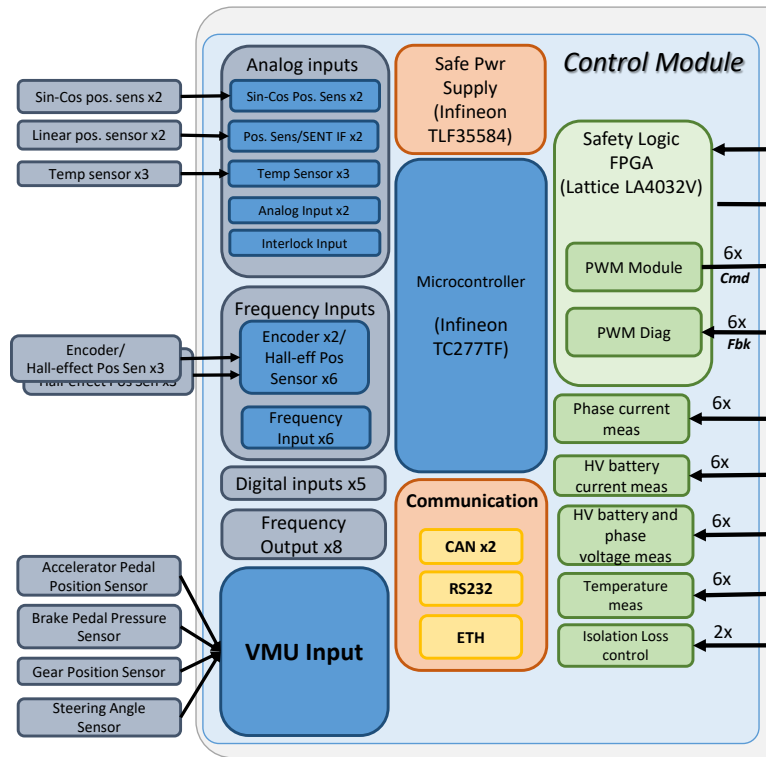 Control Module
Analog inputs
Sin-Cos Pos. Sens x2
Pos. Sens/SENT IF x2
Temp Sensor x3
Analog Input x2
Interlock Input
Sin-Cos pos. sens x2
Linear pos. sensor x2
Temp sensor x3
Safe Pwr
Supply
(Infineon
TLF35584)
Microcontroller
(Infineon
TC277TF)
Safety Logic
FPGA
(Lattice LA4032V)
PWM Module
6x
Cmd
PWM Diag
6x
Fbk
Frequency Inputs
Encoder x2/
Hall-eff Pos
Sensor x6
Frequency
Input x6
Encoder/
Hall-effect Pos Sen x3
Hall-effect Pos Sen x3
Digital inputs x5
Frequency
Output x8
Communication
CAN x2
RS232
ETH
Phase current
meas
6x
HV battery
current meas
6x
HV battery and
phase
voltage meas
6x
Temperature
meas
6x
Isolation Loss
control
2x
Accelerator Pedal
Position Sensor
Brake Pedal Pressure
Sensor
Gear Position Sensor
Steering Angle
Sensor
VMU Input